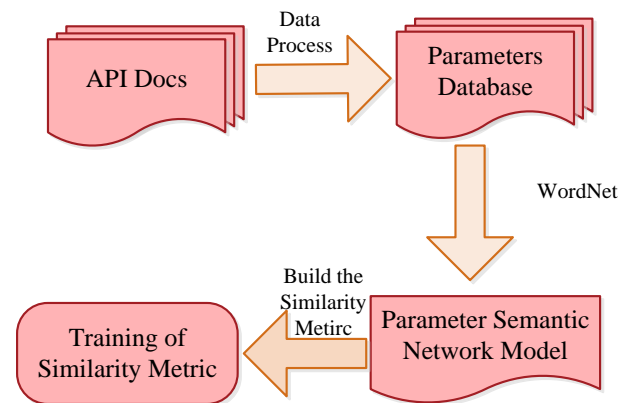 Data
Process
API Docs
Parameters
Database
WordNet
Build the
Similarity
Metirc
Parameter Semantic
Network Model
Training of
Similarity Metric